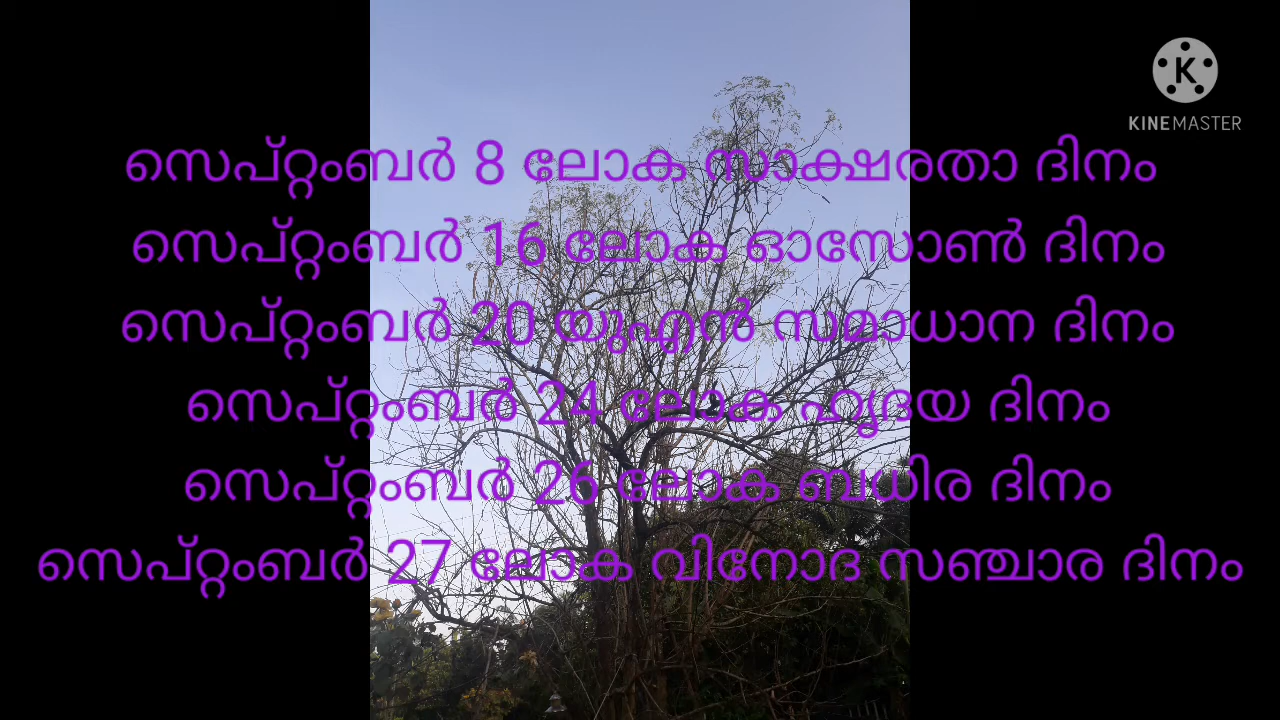 KINEMASTER
സെപ്റ്റംബർ 8 ലോക സാക്ഷരതാ ദിനം
സെപ്റ്റംബർ 16 ലോക ഓസോൺ ദിനം
സെപ്റ്റംബർ 20 യുഎൻ സമാധാന ദിനം
സെപ്റ്റംബർ 24 ലോക ഹൃദയ ദിനം
സെപ്റ്റംബർ 26 ലോക ബധിര ദിനം
സെപ്റ്റംബർ 27 ലോക വിനോദ സഞ്ചാര ദിനം